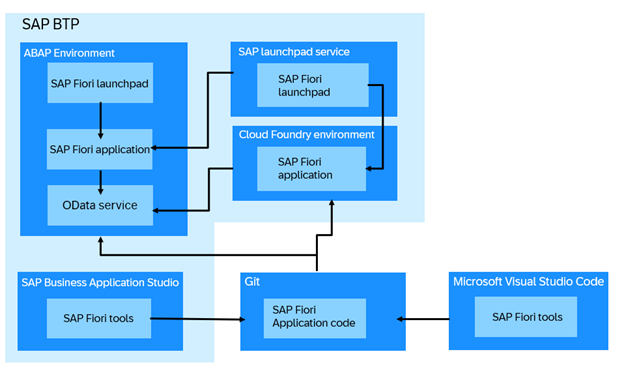 SAP BTP
ABAP Environment
SAP Fiori launchpad
SAP Fiori application
OData service
SAP launchpad service
SAP Fiori
launchpad
Cloud Foundry environment
SAP Fiori
application
SAP Business Application Studio
SAP Fiori tools
Git
SAP Fiori
Application code
Microsoft Visual Studio Code
SAP Fiori tools